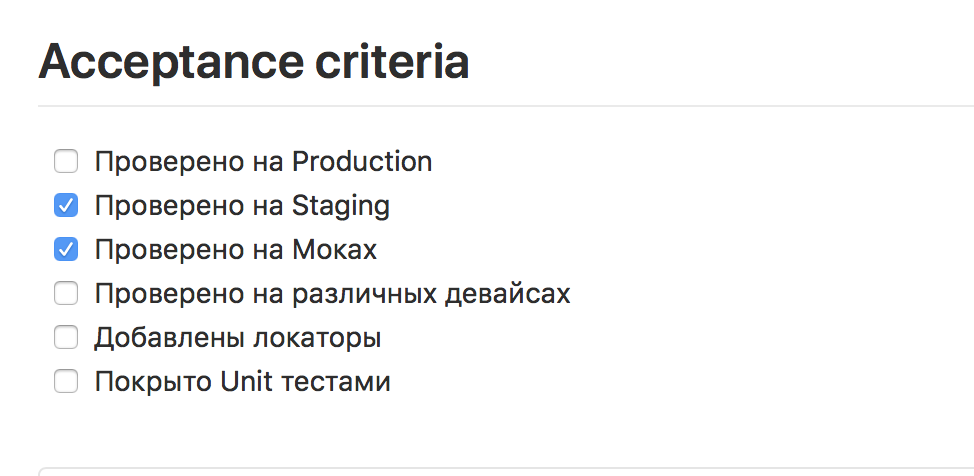 Acceptance criteria
Проверено на Production
Проверено на Staging
Проверено на Моках
Проверено на различных девайсах
Добавлены локаторы
Покрыто Unit тестами